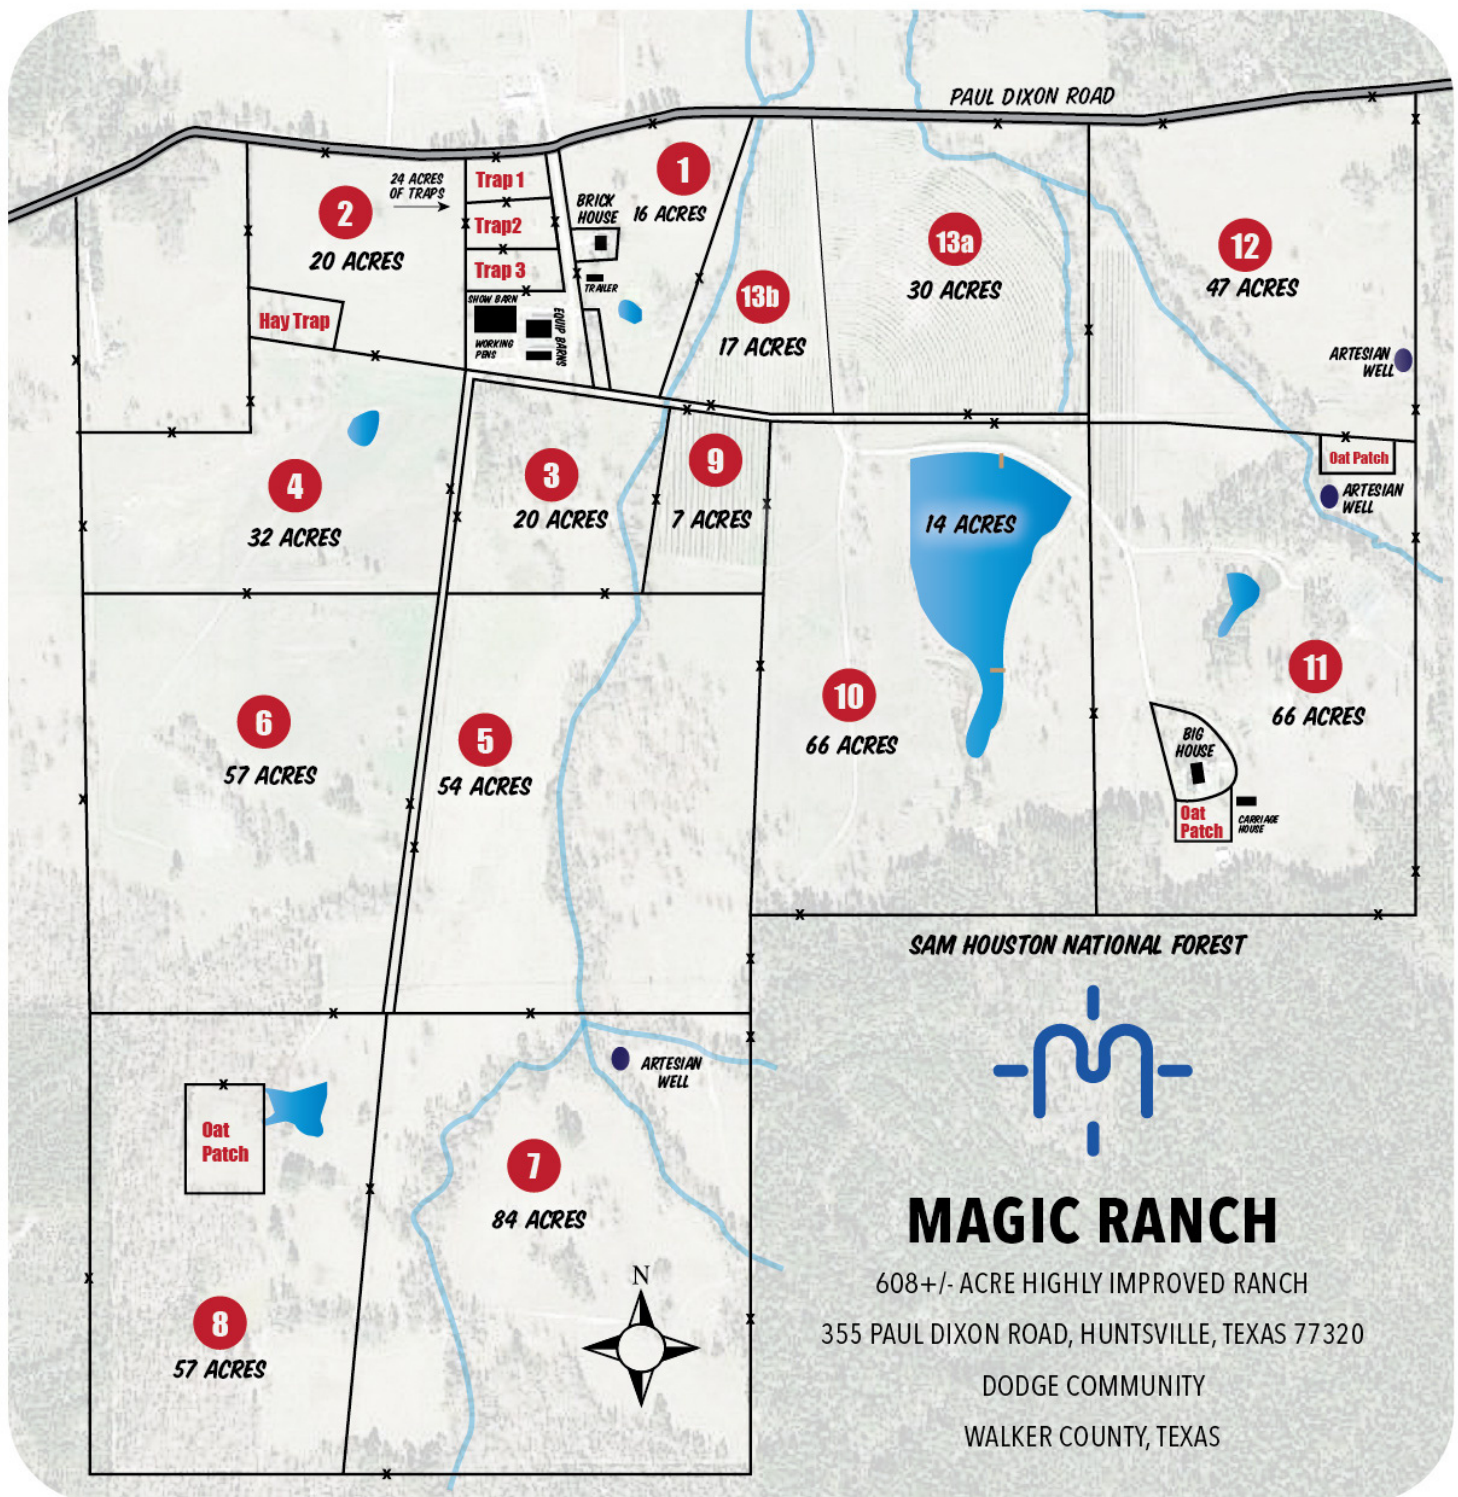 PAUL DIXON ROAD
24 ACRES
OF TRAPS
Trap 1
Trap2
Trap 3
2
20 ACRES
Hay Trap
SHOW BARN
WORKING
PENS
EQUIP BARNS
BRICK
HOUSE
TRAILER
1
16 ACRES
13b
17 ACRES
13a
30 ACRES
12
47 ACRES
ARTESIAN
WELL
Oat Patch
ARTESIAN
WELL
4
32 ACRES
3
20 ACRES
9
7 ACRES
14 ACRES
6
57 ACRES
5
54 ACRES
10
66 ACRES
11
66 ACRES
BIG
HOUSE
Oat
Patch
CARRIAGE
HOUSE
SAM HOUSTON NATIONAL FOREST
ARTESIAN
WELL
Oat
Patch
7
84 ACRES
8
57 ACRES
N
MAGIC RANCH
608+/- ACRE HIGHLY IMPROVED RANCH
355 PAUL DIXON ROAD, HUNTSVILLE, TEXAS 77320
DODGE COMMUNITY
WALKER COUNTY, TEXAS